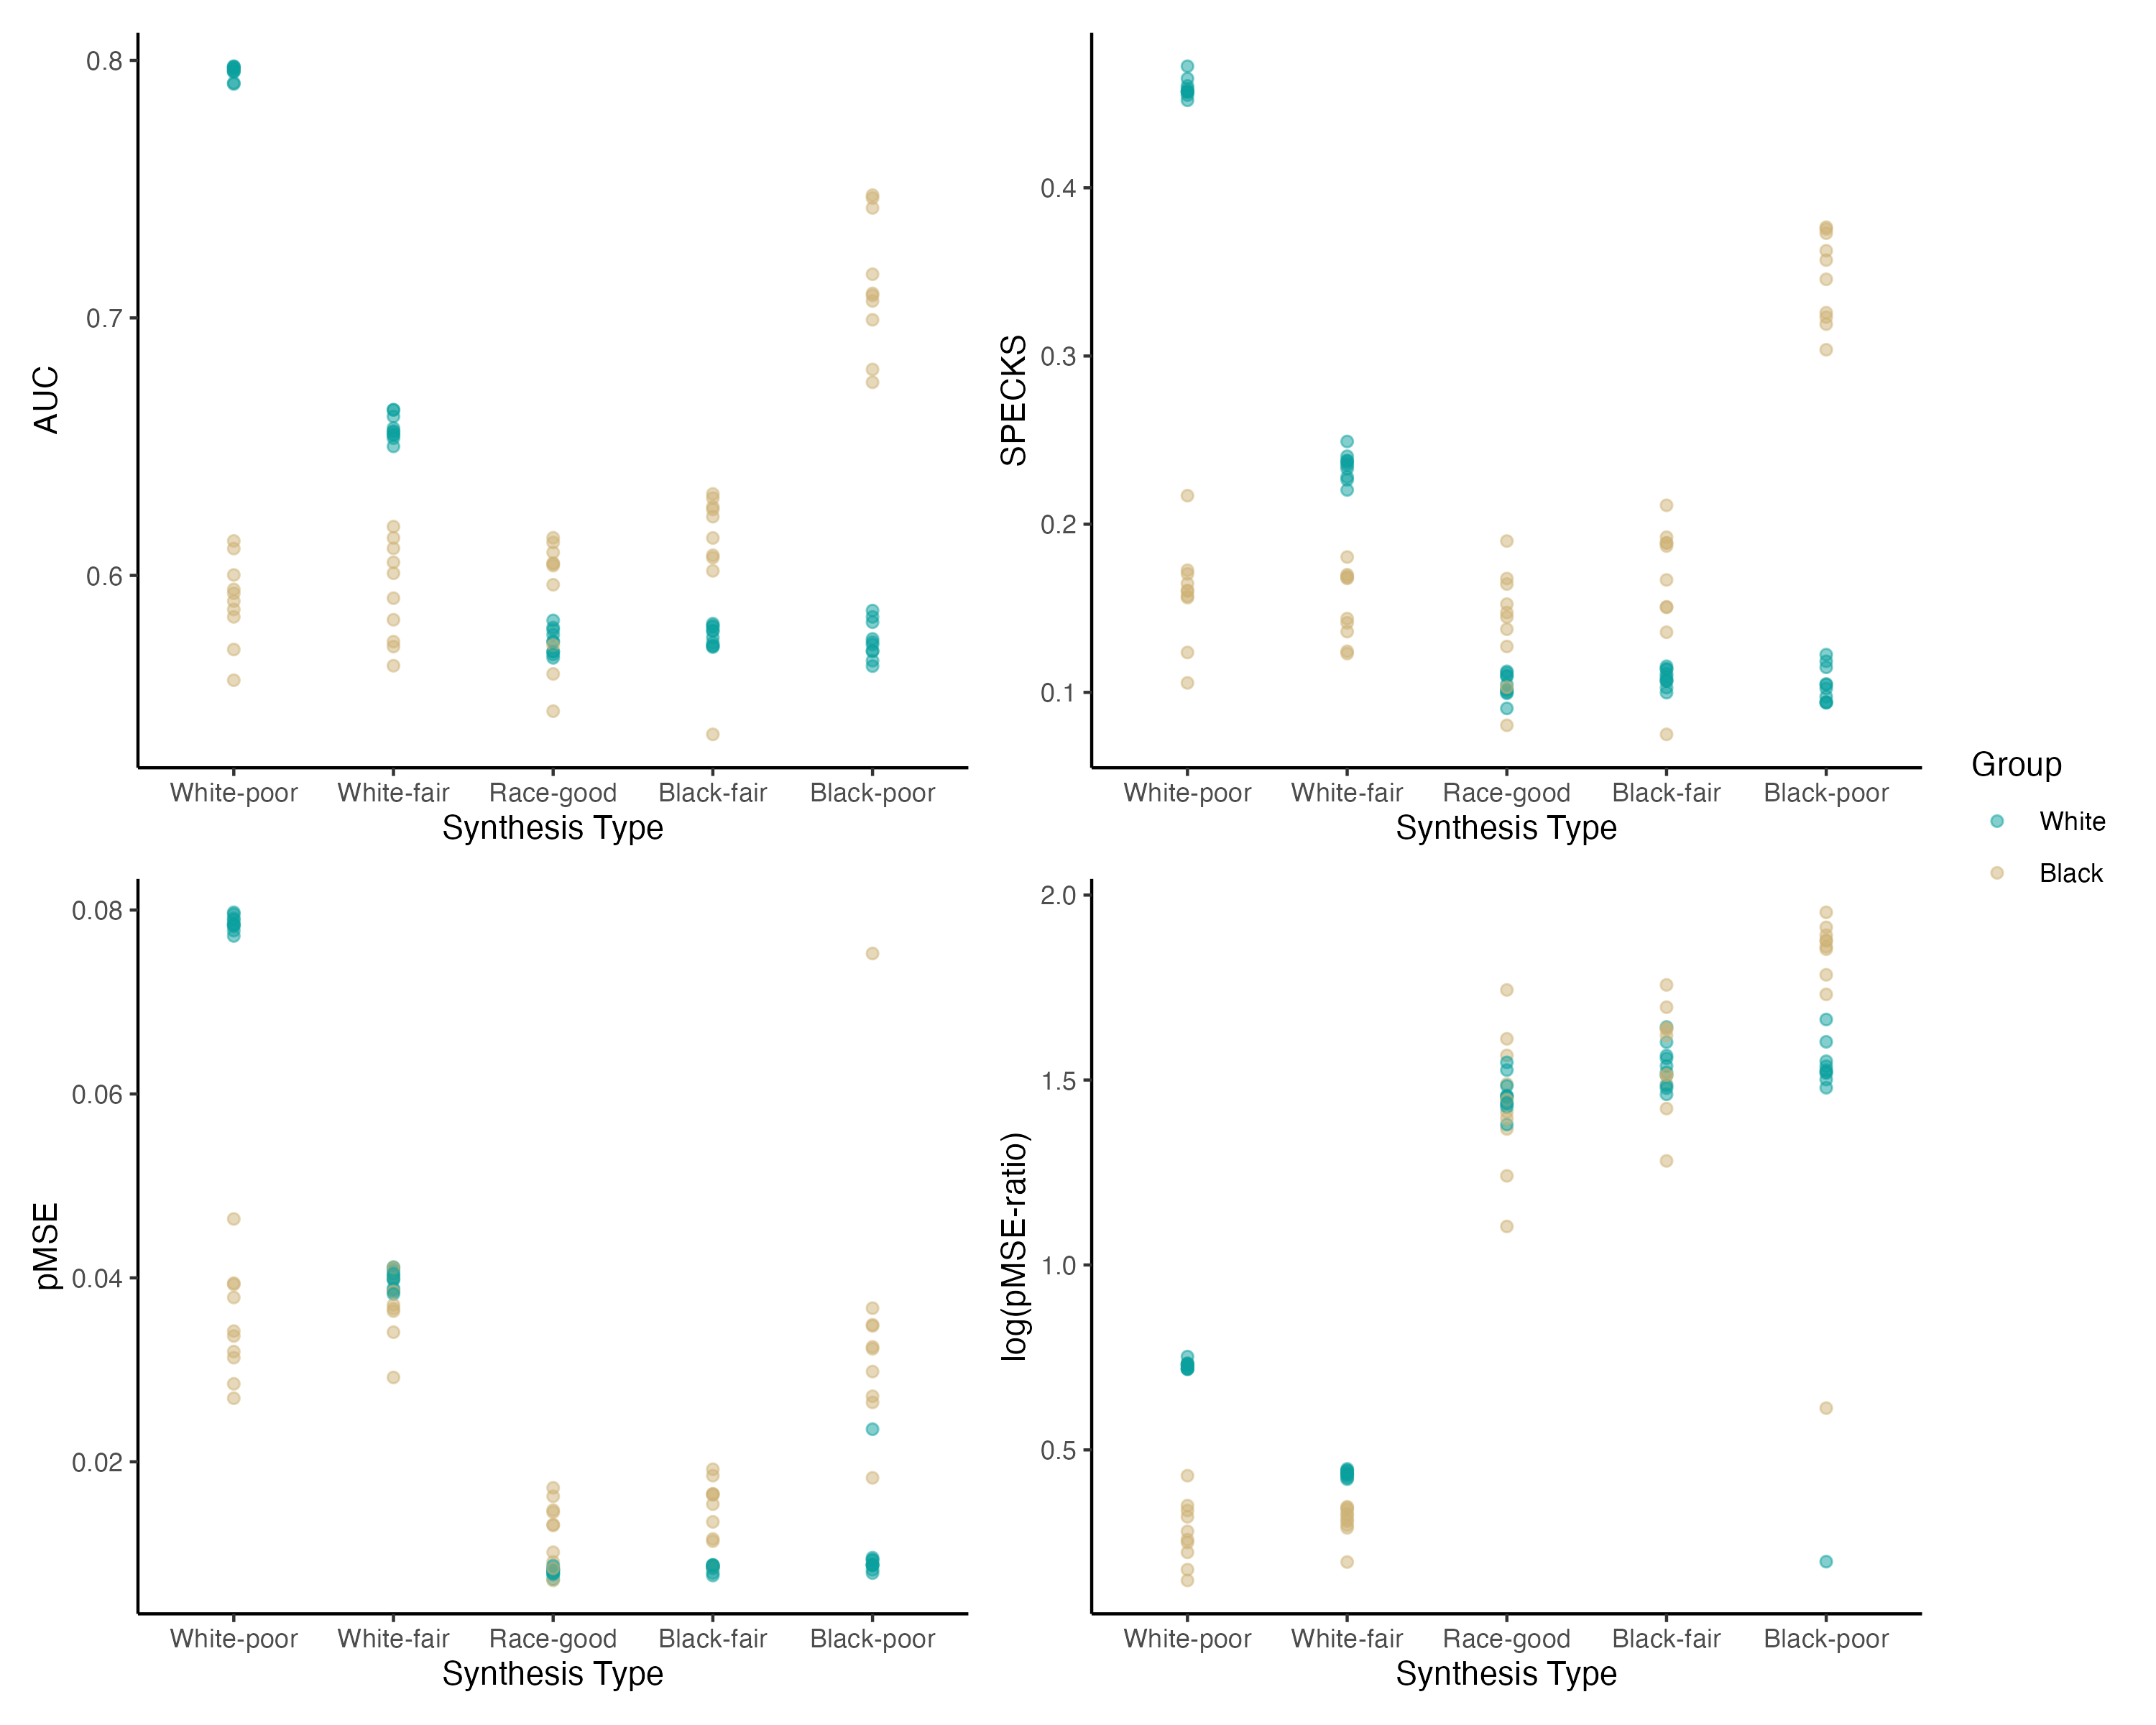 AUC
0.8
0.7
0.6
White-poor White-fair Race-good Black-fair Black-poor
Synthesis Type
SPECKS
0.4
0.3
0.2
0.1
White-poor White-fair Race-good Black-fair Black-poor
Synthesis Type
Group
White
Black
pMSE
0.08
0.06
0.04
0.02
White-poor White-fair Race-good Black-fair Black-poor
Synthesis Type
log(pMSE-ratio)
2.0
1.5
1.0
0.5
White-poor White-fair Race-good Black-fair Black-poor
Synthesis Type